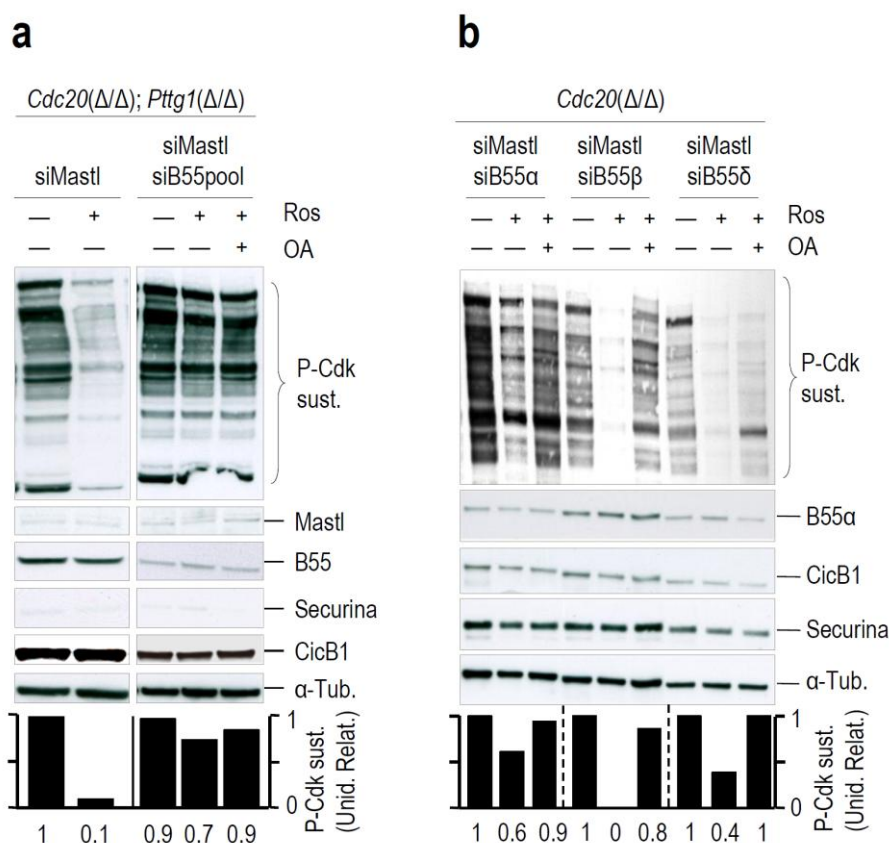 a
Cdc20(Δ/Δ); Pttg1(Δ/Δ)
siMastl
siMastl
siB55pool
— + — + + Ros
— — — — + OA
P-Cdk
sust.
Mastl
B55
Securina
CicB1
α-Tub.
1
0
P-Cdk sust.
(Unid. Relat.)
1 0.1 0.9 0.7 0.9
b
Cdc20(Δ/Δ)
siMastl siMastl siMastl
siB55α siB55β siB55δ
— + + — + + — + + Ros
— — + — — + — — + OA
P-Cdk
sust.
B55α
CicB1
Securina
α-Tub.
1
0
P-Cdk sust.
(Unid. Relat.)
1 0.6 0.9 1 0 0.8 1 0.4 1